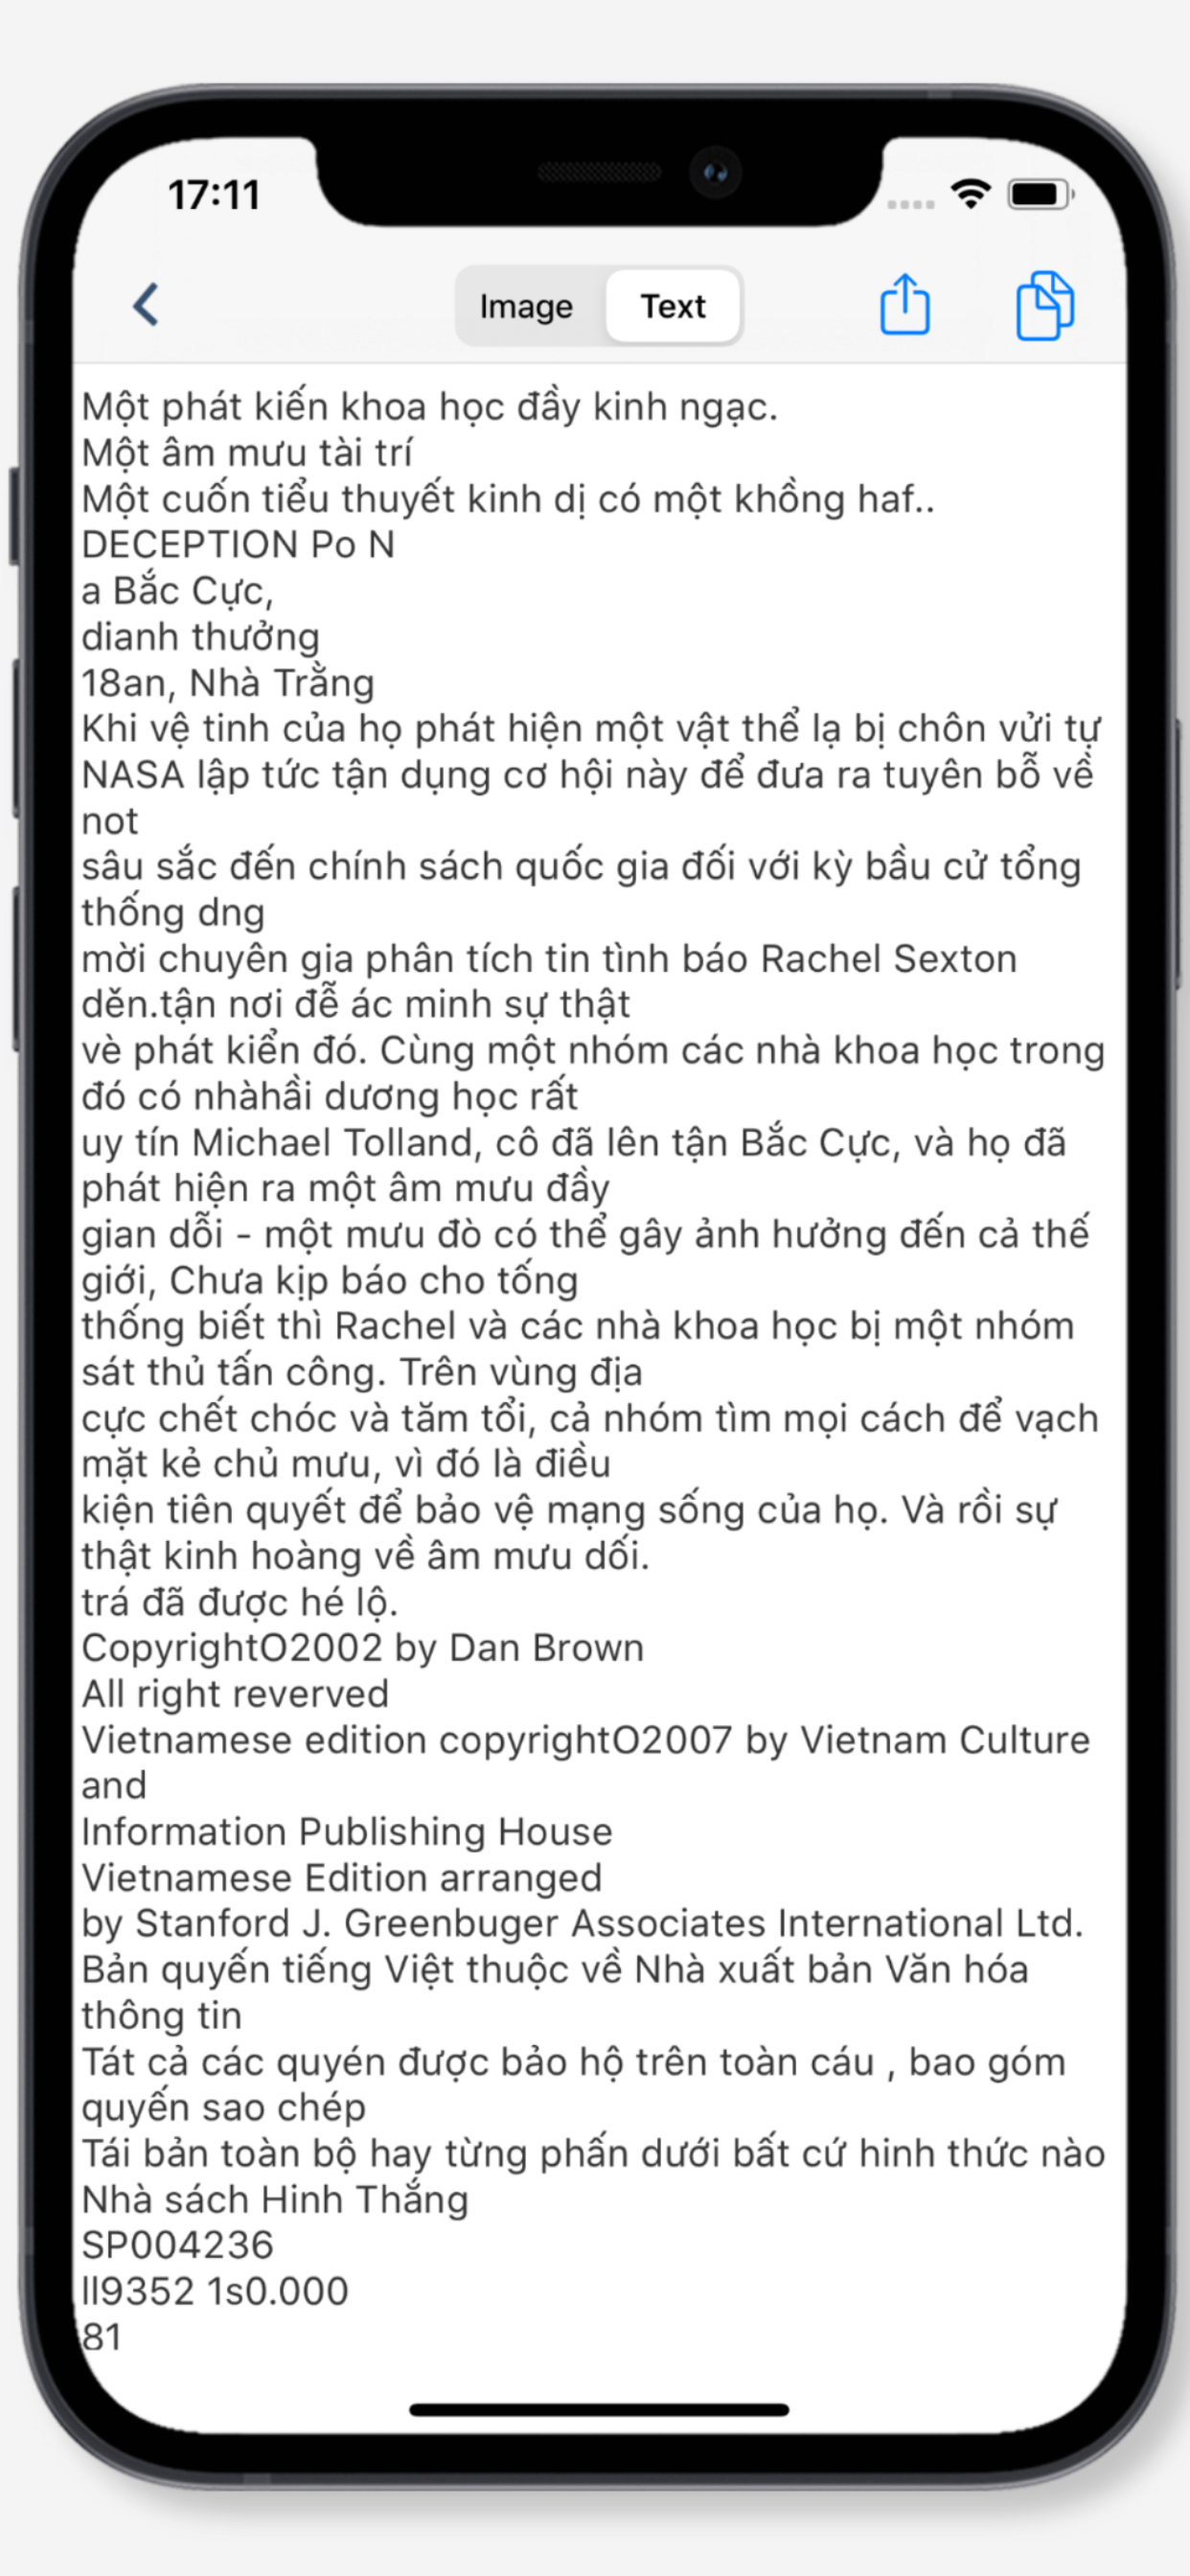 17:11
Image Text
Một phát kiến khoa học đầy kinh ngạc.
Một âm mưu tài trí
Một cuốn tiểu thuyết kinh dị có một khồng haf..
DECEPTION Po N
a Bắc Cực,
dianh thưởng
18an, Nhà Trằng
Khi vệ tinh của họ phát hiện một vật thể lạ bị chôn vửi tự
NASA lập tức tận dụng cơ hội này để đưa ra tuyên bỗ về
not
sâu sắc đến chính sách quốc gia đối với kỳ bầu cử tổng
thống dng
mời chuyên gia phân tích tin tình báo Rachel Sexton
dĕn.tận nơi đễ ác minh sự thật
vè phát kiển đó. Cùng một nhóm các nhà khoa học trong
đó có nhàhầi dương học rất
uy tín Michael Tolland, cô đã lên tận Bắc Cực, và họ đã
phát hiện ra một âm mưu đầy
gian dỗi - một mưu đò có thể gây ảnh hưởng đến cả thế
giới, Chưa kịp báo cho tống
thống biết thì Rachel và các nhà khoa học bị một nhóm
sát thủ tấn công. Trên vùng địa
cực chết chóc và tăm tổi, cả nhóm tìm mọi cách để vạch
mặt kẻ chủ mưu, vì đó là điều
kiện tiên quyết để bảo vệ mạng sống của họ. Và rồi sự
thật kinh hoàng về âm mưu dối.
trá đã được hé lộ.
CopyrightO2002 by Dan Brown
All right reverved
Vietnamese edition copyrightO2007 by Vietnam Culture
and
Information Publishing House
Vietnamese Edition arranged
by Stanford J. Greenbuger Associates International Ltd.
Bản quyến tiếng Việt thuộc về Nhà xuất bản Văn hóa
thông tin
Tát cả các quyén được bảo hộ trên toàn cáu , bao góm
quyến sao chép
Tái bản toàn bộ hay từng phấn dưới bất cứ hinh thức nào
Nhà sách Hinh Thắng
SP004236
ll9352 1s0.000
81